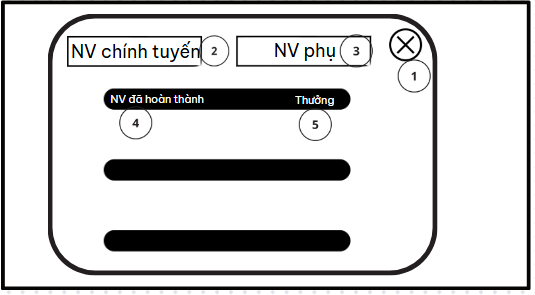 NV chính tuyến 2
NV phụ 3
1
NV đã hoàn thành Thưởng
4 5